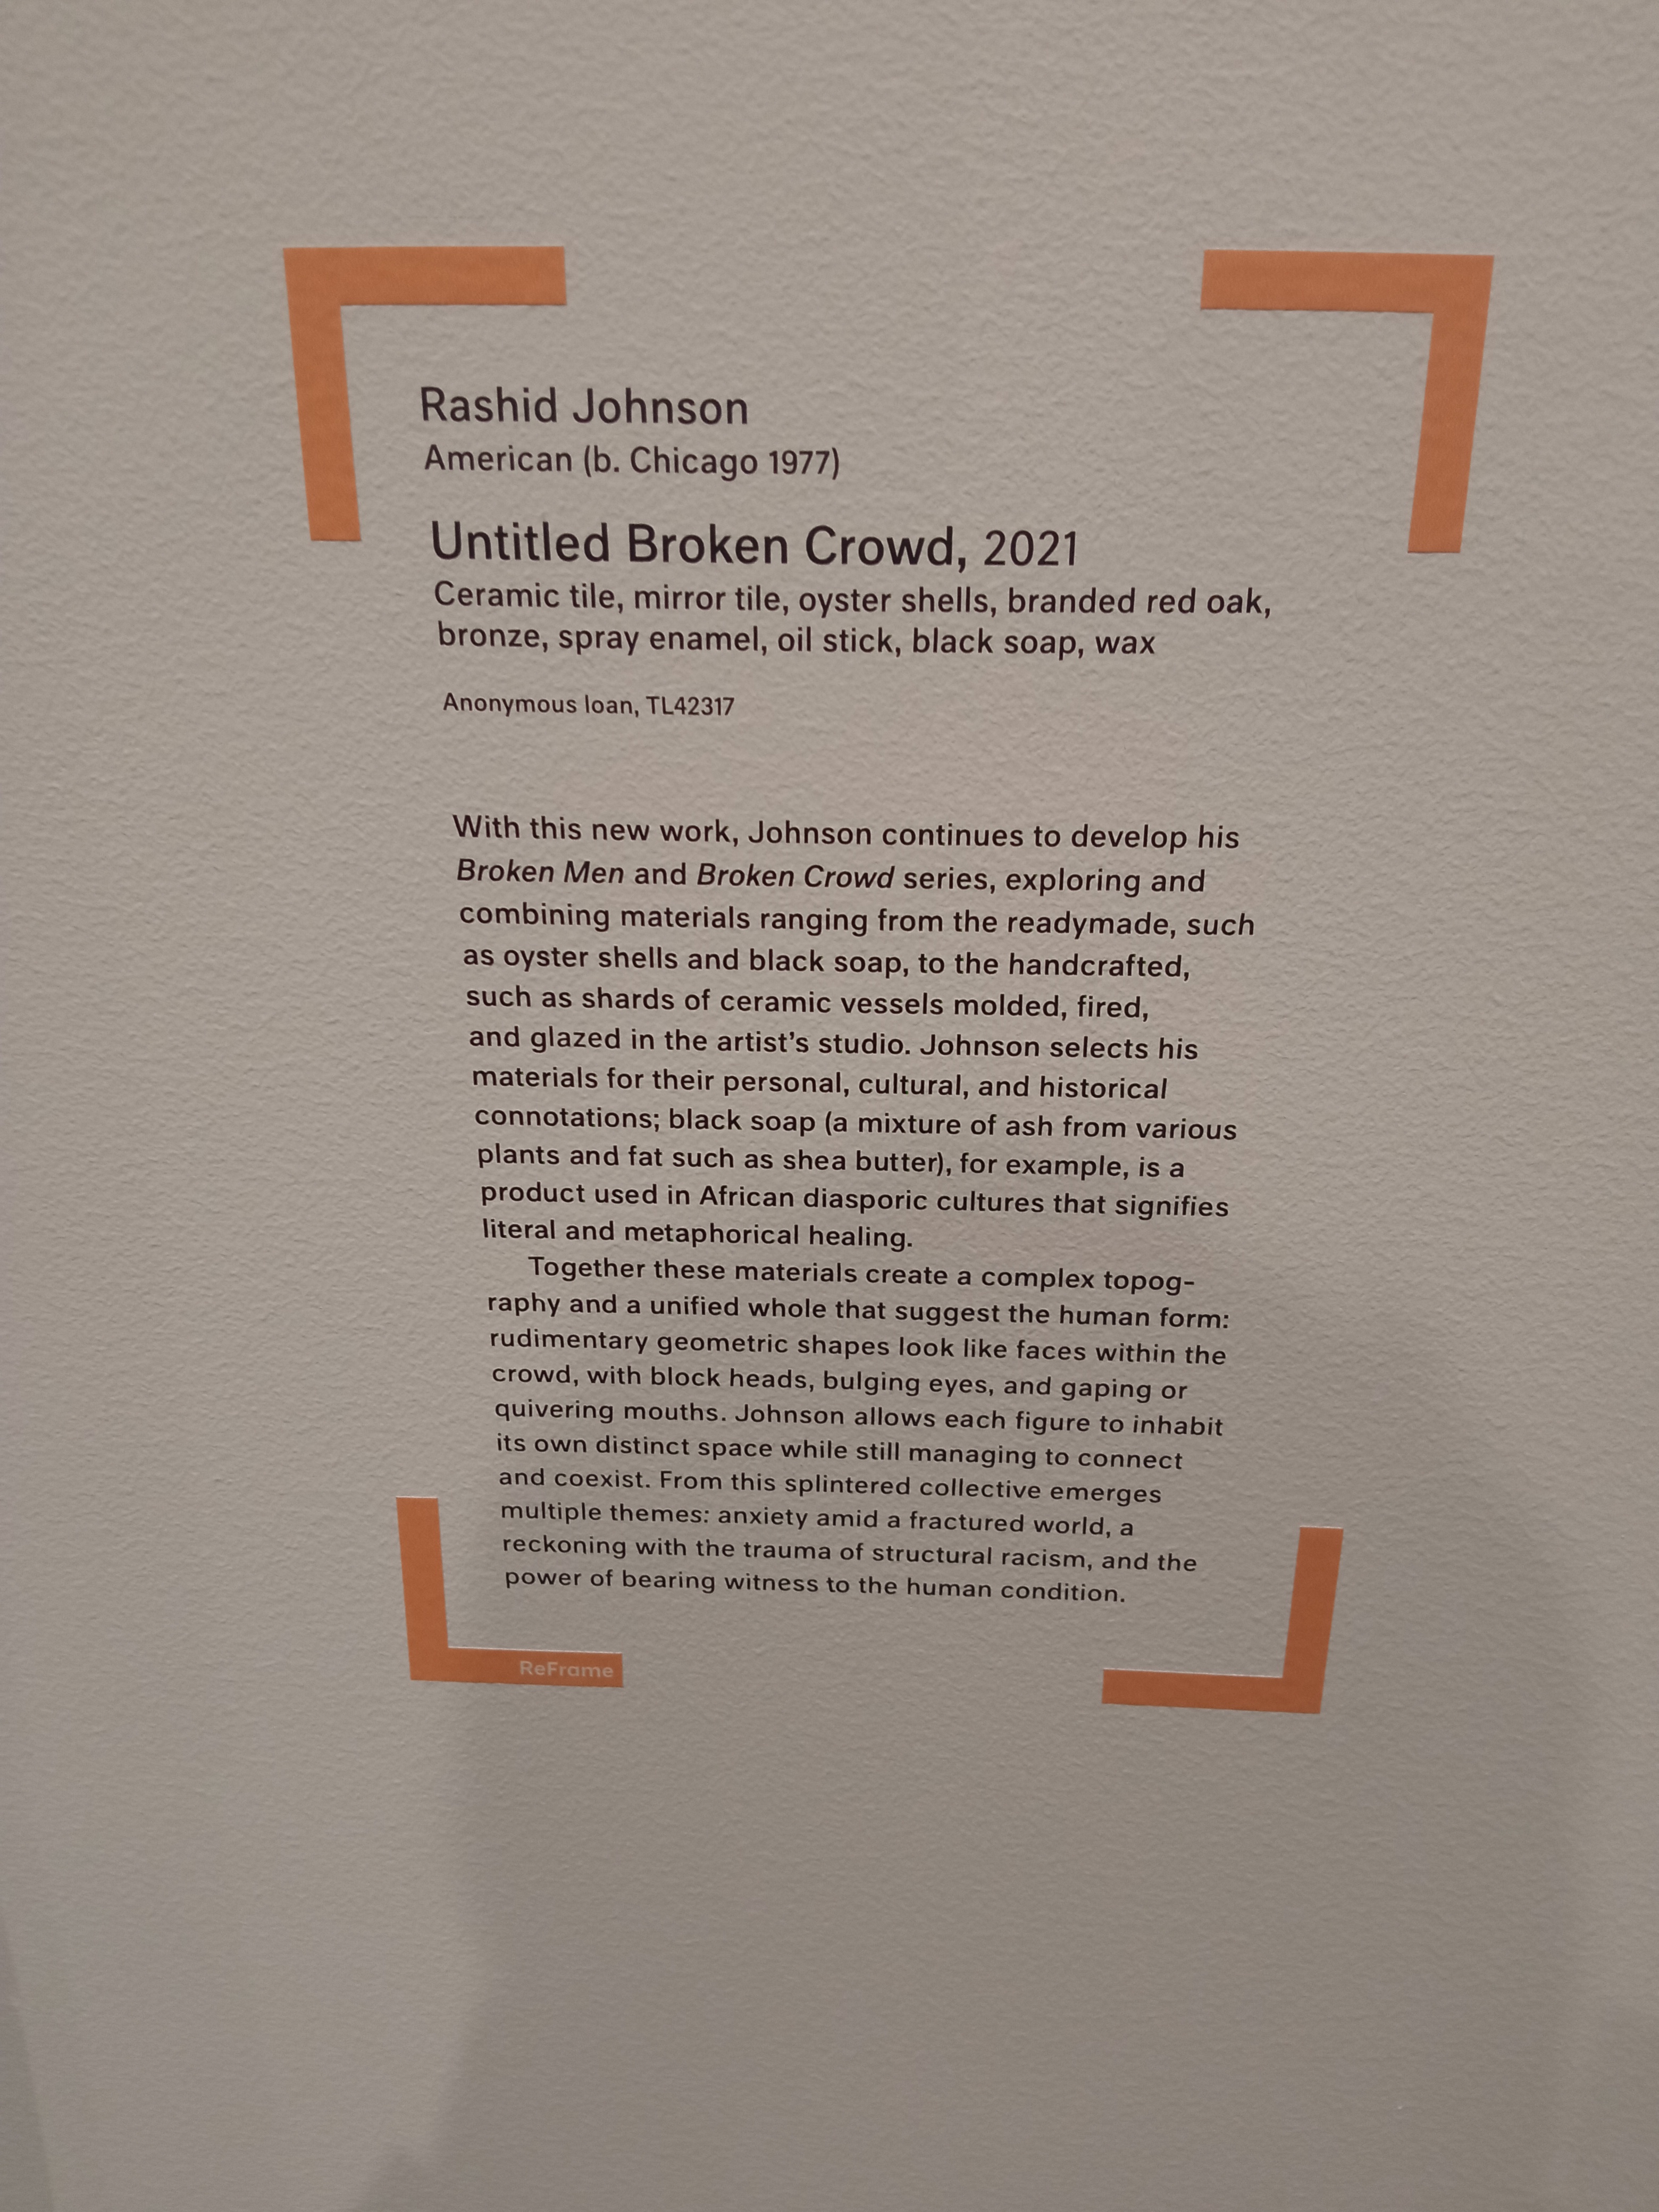 Rashid Johnson
American (b. Chicago 1977)
Untitled Broken Crowd, 2021
Ceramic tile, mirror tile, oyster shells, branded red oak,
bronze, spray enamel, oil stick, black soap, wax
Anonymous loan, TL42317
With this new work, Johnson continues to develop his
Broken Men and Broken Crowd series, exploring and
combining materials ranging from the readymade, such
as oyster shells and black soap, to the handcrafted,
such as shards of ceramic vessels molded, fired,
and glazed in the artist's studio. Johnson selects his
materials for their personal, cultural, and historical
connotations; black soap (a mixture of ash from various
plants and fat such as shea butter), for example, is a
product used in African diasporic cultures that signifies
literal and metaphorical healing.
Together these materials create a complex topog-
raphy and a unified whole that suggest the human form:
rudimentary geometric shapes look like faces within the
crowd, with block heads, bulging eyes, and gaping or
quivering mouths. Johnson allows each figure to inhabit
its own distinct space while still managing to connect
and coexist. From this splintered collective emerges
multiple themes: anxiety amid a fractured world, a
reckoning with the trauma of structural racism, and the
power of bearing witness to the human condition.
ReFrame